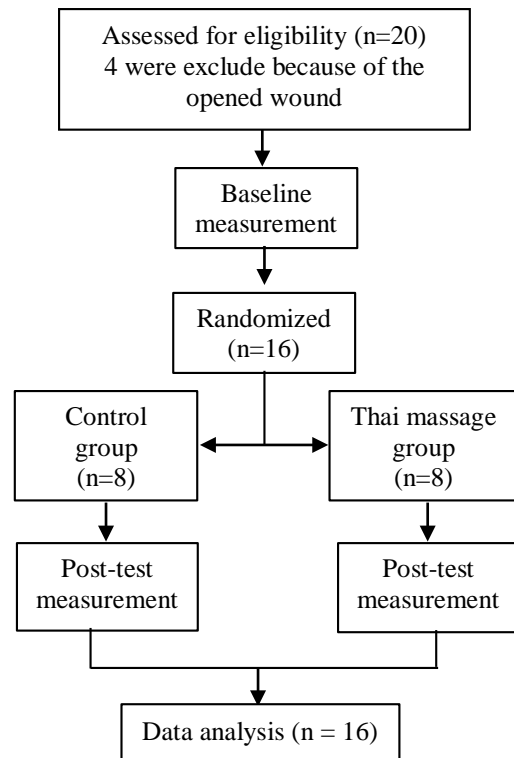 Assessed for eligibility (n=20)
4 were exclude because of the
opened wound
Baseline
measurement
Randomized
(n=16)
Control
group
(n=8)
Thai massage
group
(n=8)
Post-test
measurement
Post-test
measurement
Data analysis (n = 16)